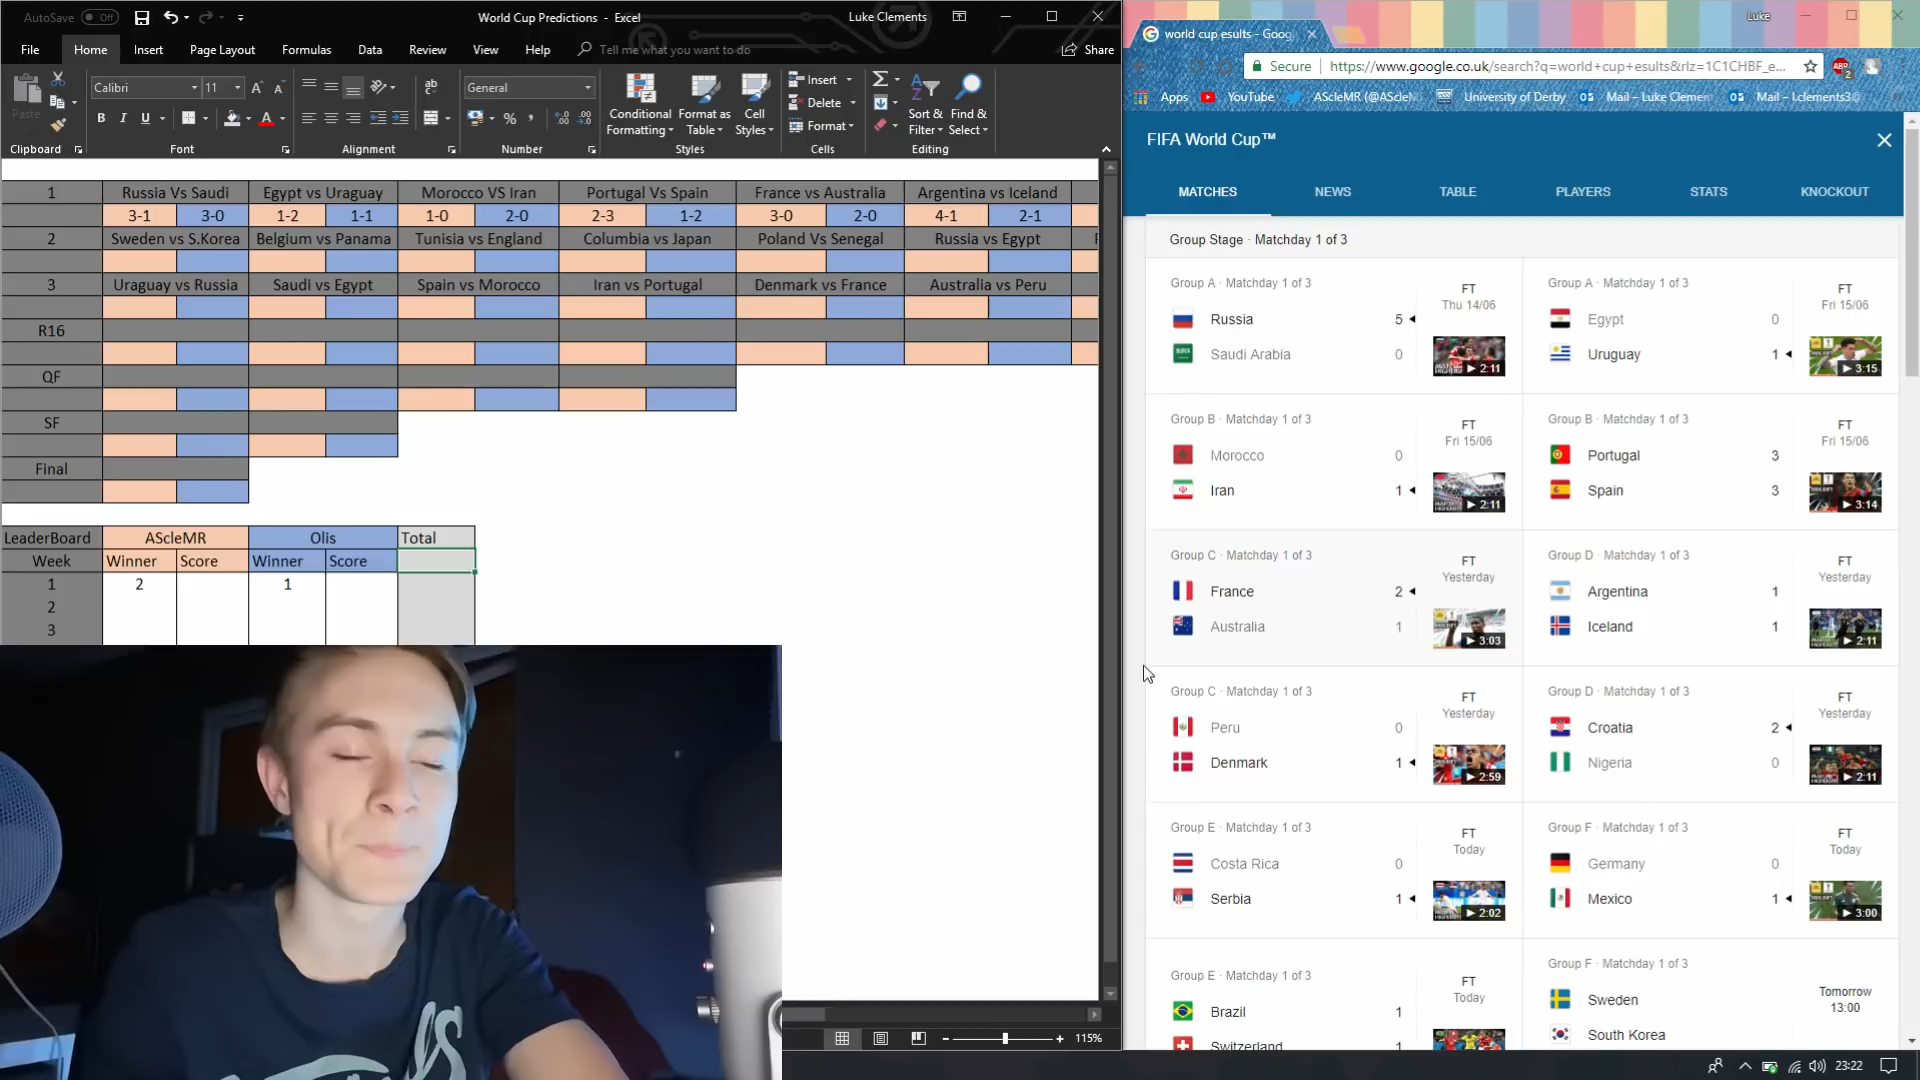 AutoSave Off World Cup Predictions - Excel Luke Clements
File Home Insert Page Layout Formulas Data Review View Help Tell me what you want to do Share
Paste Calibri 11 General Conditional Formatting Format as Table Cell Styles Insert Delete Format Sort & Filter Find & Select
Clipboard Font Alignment Number Styles Cells Editing
1 Russia Vs Saudi Egypt vs Uraguay Morocco VS Iran Portugal Vs Spain France vs Australia Argentina vs Iceland
3-1 3-0 1-2 1-1 1-0 2-0 2-3 1-2 3-0 2-0 4-1 2-1
2 Sweden vs S.Korea Belgium vs Panama Tunisia vs England Columbia vs Japan Poland Vs Senegal Russia vs Egypt
3 Uraguay vs Russia Saudi vs Egypt Spain vs Morocco Iran vs Portugal Denmark vs France Australia vs Peru
R16
QF
SF
Final
LeaderBoard AScleMR Olis Total
Week Winner Score Winner Score
1 2 1
2
3
115%
Luke
world cup esults - Goog
Secure https://www.google.co.uk/search?q=world+cup+esults&rlz=1C1CHBF_e...
ABP 2
Apps YouTube AScleMR (@AScleM University of Derby Mail – Luke Clemen Mail – l.clements3@
FIFA World Cup™
MATCHES NEWS TABLE PLAYERS STATS KNOCKOUT
Group Stage · Matchday 1 of 3
Group A · Matchday 1 of 3 FT
Thu 14/06
Russia 5
Saudi Arabia 0
2:11
Group A · Matchday 1 of 3 FT
Fri 15/06
Egypt 0
Uruguay 1
3:15
Group B · Matchday 1 of 3 FT
Fri 15/06
Morocco 0
Iran 1
2:11
Group B · Matchday 1 of 3 FT
Fri 15/06
Portugal 3
Spain 3
3:14
Group C · Matchday 1 of 3 FT
Yesterday
France 2
Australia 1
3:03
Group D · Matchday 1 of 3 FT
Yesterday
Argentina 1
Iceland 1
2:11
Group C · Matchday 1 of 3 FT
Yesterday
Peru 0
Denmark 1
2:59
Group D · Matchday 1 of 3 FT
Yesterday
Croatia 2
Nigeria 0
2:11
Group E · Matchday 1 of 3 FT
Today
Costa Rica 0
Serbia 1
2:02
Group F · Matchday 1 of 3 FT
Today
Germany 0
Mexico 1
3:00
Group E · Matchday 1 of 3 FT
Today
Brazil 1
Switzerland 1
Group F · Matchday 1 of 3
Sweden
South Korea
Tomorrow
13:00
23:22